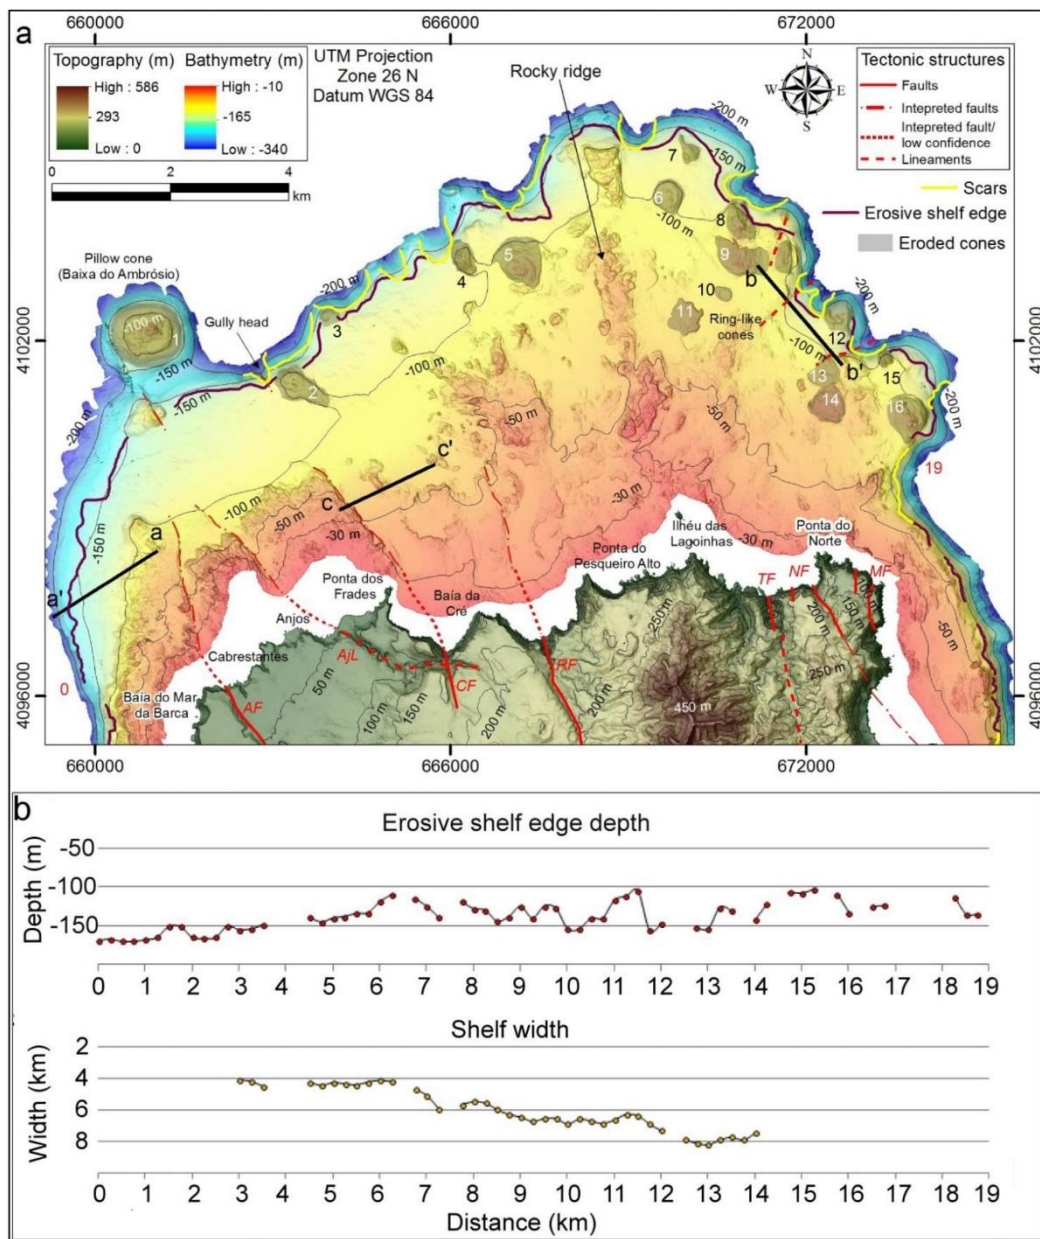 a
660000
666000
672000
Topography (m)
High : 586
293
Low : 0
Bathymetry (m)
High : -10
-165
Low : -340
0
2
4
km
UTM Projection
Zone 26 N
Datum WGS 84
Rocky ridge
N
W
E
S
Tectonic structures
Faults
Intepreted faults
Intepreted fault/
low confidence
Lineaments
Scars
Erosive shelf edge
Eroded cones
-200 m
-150 m
7
6
-100 m
8
9
b
-200 m
5
4
-200 m
10
11
Ring-like
cones
-100 m
12
b'
13
14
15
16
-200 m
Pillow cone
(Baixa do Ambrósio)
-100 m
1
Gully head
3
-150 m
-150 m
2
-100 m
-200 m
-50 m
-50 m
19
4102000
4102000
c'
c
-100 m
-50 m
-30 m
-30 m
-30 m
-150 m
a
a'
Ilhéu das
Lagoinhas
Ponta do
Norte
Ponta do
Pesqueiro Alto
Ponta dos
Frades
Baía da
Cré
Anjos
Cabrestantes
Baía do Mar
da Barca
0
AjL
AF
CF
RF
TF
NF
MF
50 m
100 m
150 m
200 m
200 m
250 m
450 m
200 m
150 m
100 m
250 m
-50 m
4096000
4096000
660000
666000
672000
b
Erosive shelf edge depth
Depth (m)
-50
-100
-150
0 1 2 3 4 5 6 7 8 9 10 11 12 13 14 15 16 17 18 19
Shelf width
Width (km)
2
4
6
8
0 1 2 3 4 5 6 7 8 9 10 11 12 13 14 15 16 17 18 19
Distance (km)